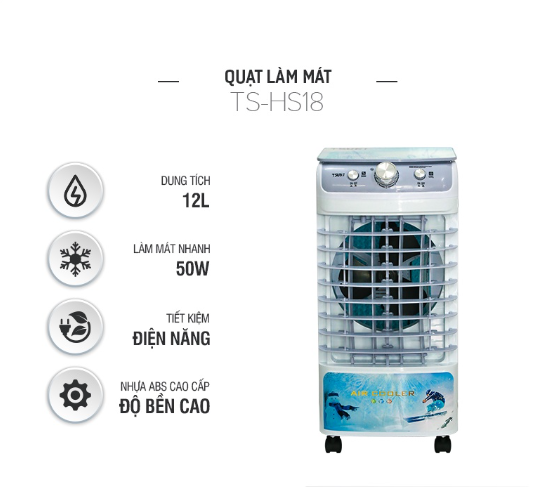 QUẠT LÀM MÁT
TS-HS18
DUNG TÍCH
12L
LÀM MÁT NHANH
50W
TIẾT KIỆM
ĐIỆN NĂNG
NHỰA ABS CAO CẤP
ĐỘ BỀN CAO
AIR COOLER